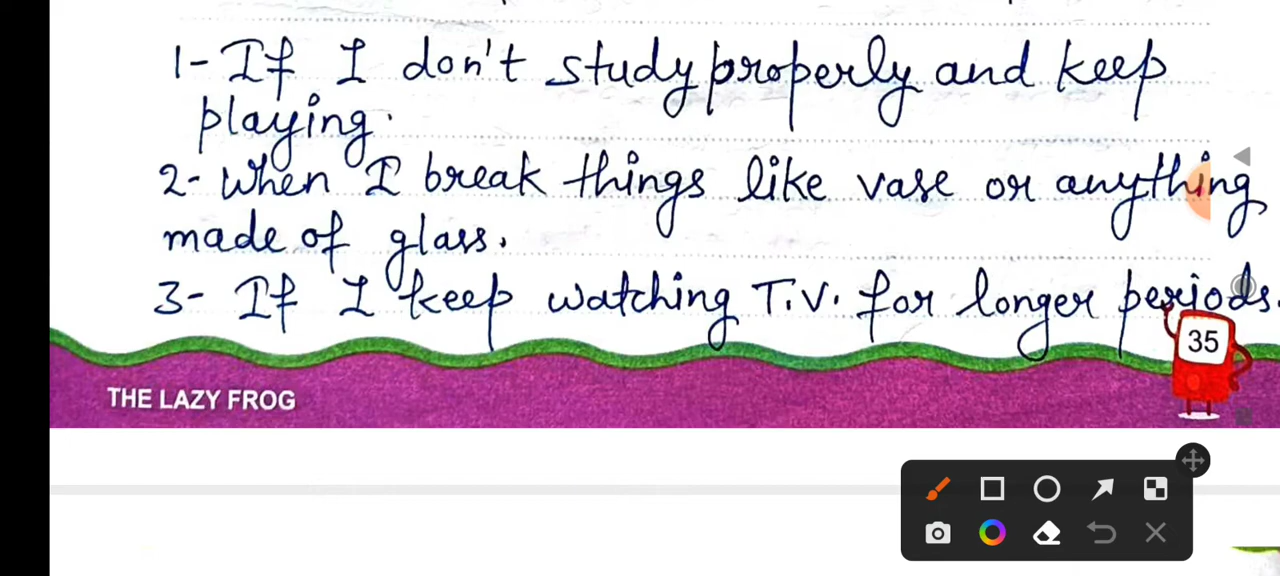 1- If I don't study properly and keep
playing.
2- When I break things like vase or anything
made of glass.
3- If I keep watching T.V. for longer periods.
35
THE LAZY FROG